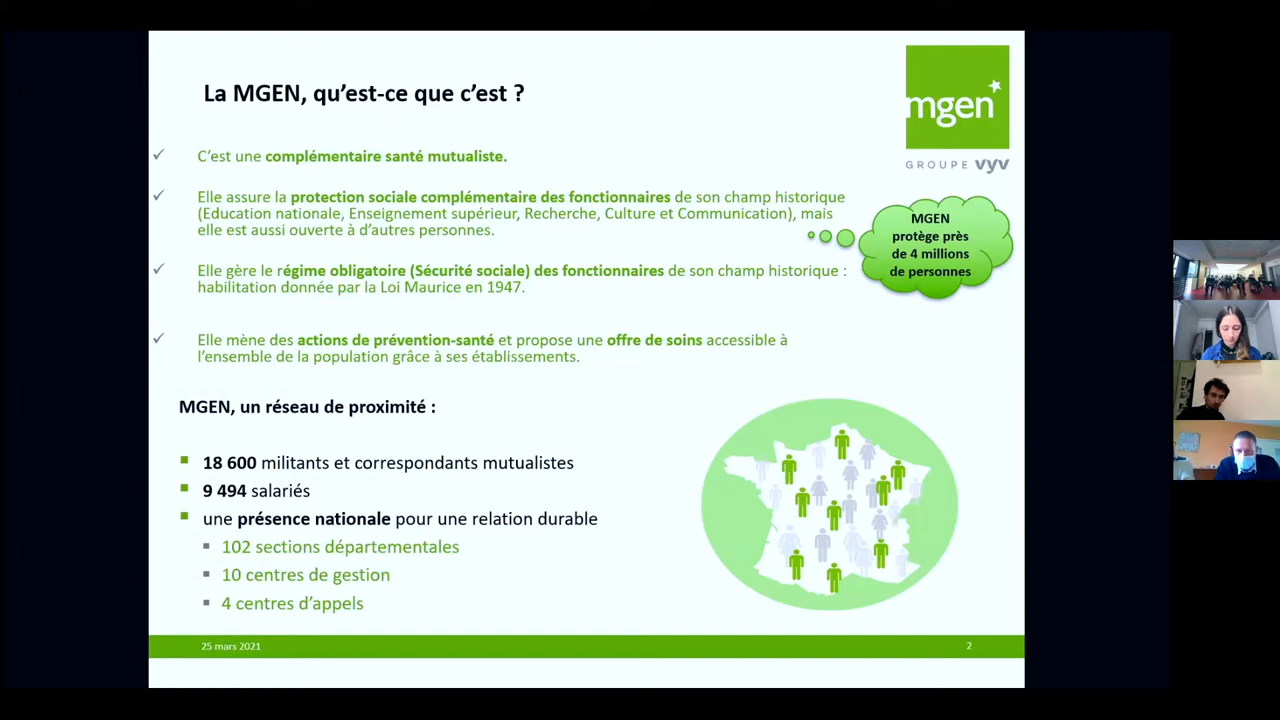 La MGEN, qu’est-ce que c’est ?
mgen
GROUPE vyv
C’est une complémentaire santé mutualiste.
Elle assure la protection sociale complémentaire des fonctionnaires de son champ historique
(Education nationale, Enseignement supérieur, Recherche, Culture et Communication), mais
elle est aussi ouverte à d’autres personnes.
MGEN
protège près
de 4 millions
de personnes
Elle gère le régime obligatoire (Sécurité sociale) des fonctionnaires de son champ historique :
habilitation donnée par la Loi Maurice en 1947.
Elle mène des actions de prévention-santé et propose une offre de soins accessible à
l’ensemble de la population grâce à ses établissements.
MGEN, un réseau de proximité :
18 600 militants et correspondants mutualistes
9 494 salariés
une présence nationale pour une relation durable
102 sections départementales
10 centres de gestion
4 centres d’appels
25 mars 2021
2